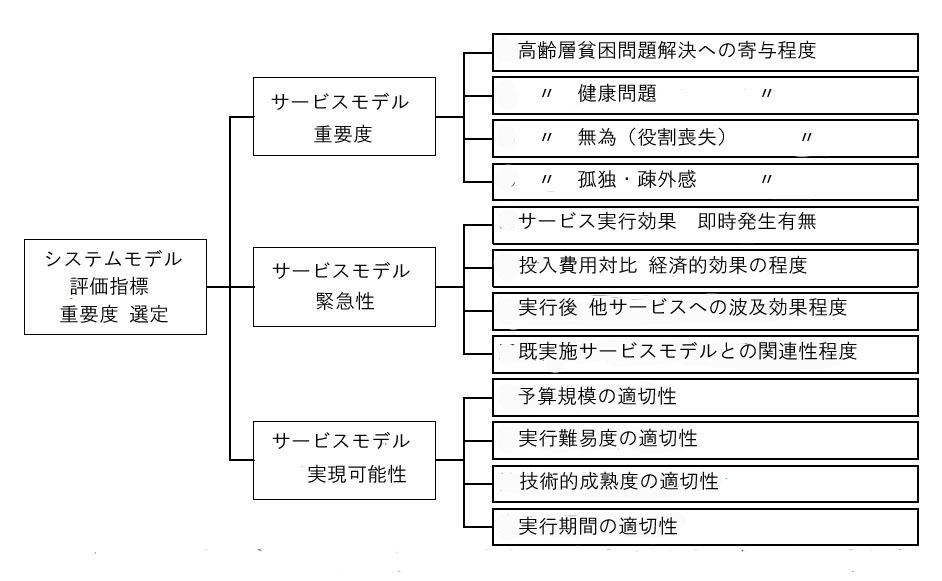 システムモデル
評価指標
重要度 選定
サービスモデル
重要度
高齢層貧困問題解決への寄与程度
〃 健康問題 〃
〃 無為（役割喪失） 〃
〃 孤独・疎外感 〃
サービスモデル
緊急性
サービス実行効果 即時発生有無
投入費用対比 経済的効果の程度
実行後 他サービスへの波及効果程度
既実施サービスモデルとの関連性程度
サービスモデル
実現可能性
予算規模の適切性
実行難易度の適切性
技術的成熟度の適切性
実行期間の適切性